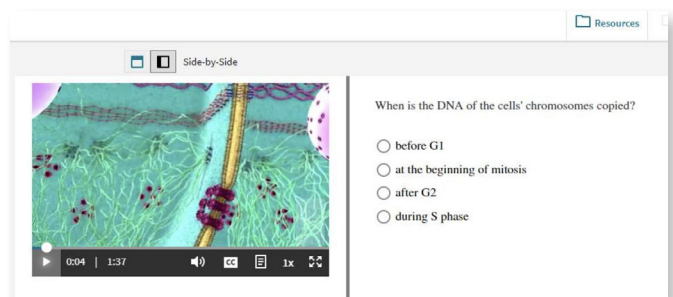 Resources
Side-by-Side
When is the DNA of the cells' chromosomes copied?
before G1
at the beginning of mitosis
after G2
during S phase
0:04 | 1:37
CC
1x